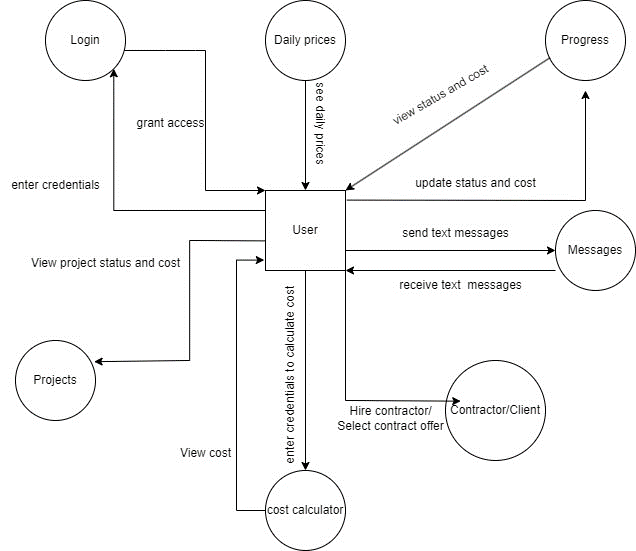 Login
Daily prices
Progress
view status and cost
grant access
see daily prices
enter credentials
update status and cost
User
send text messages
Messages
View project status and cost
receive text messages
enter credentials to calculate cost
Projects
Hire contractor/
Select contract offer
Contractor/Client
View cost
cost calculator